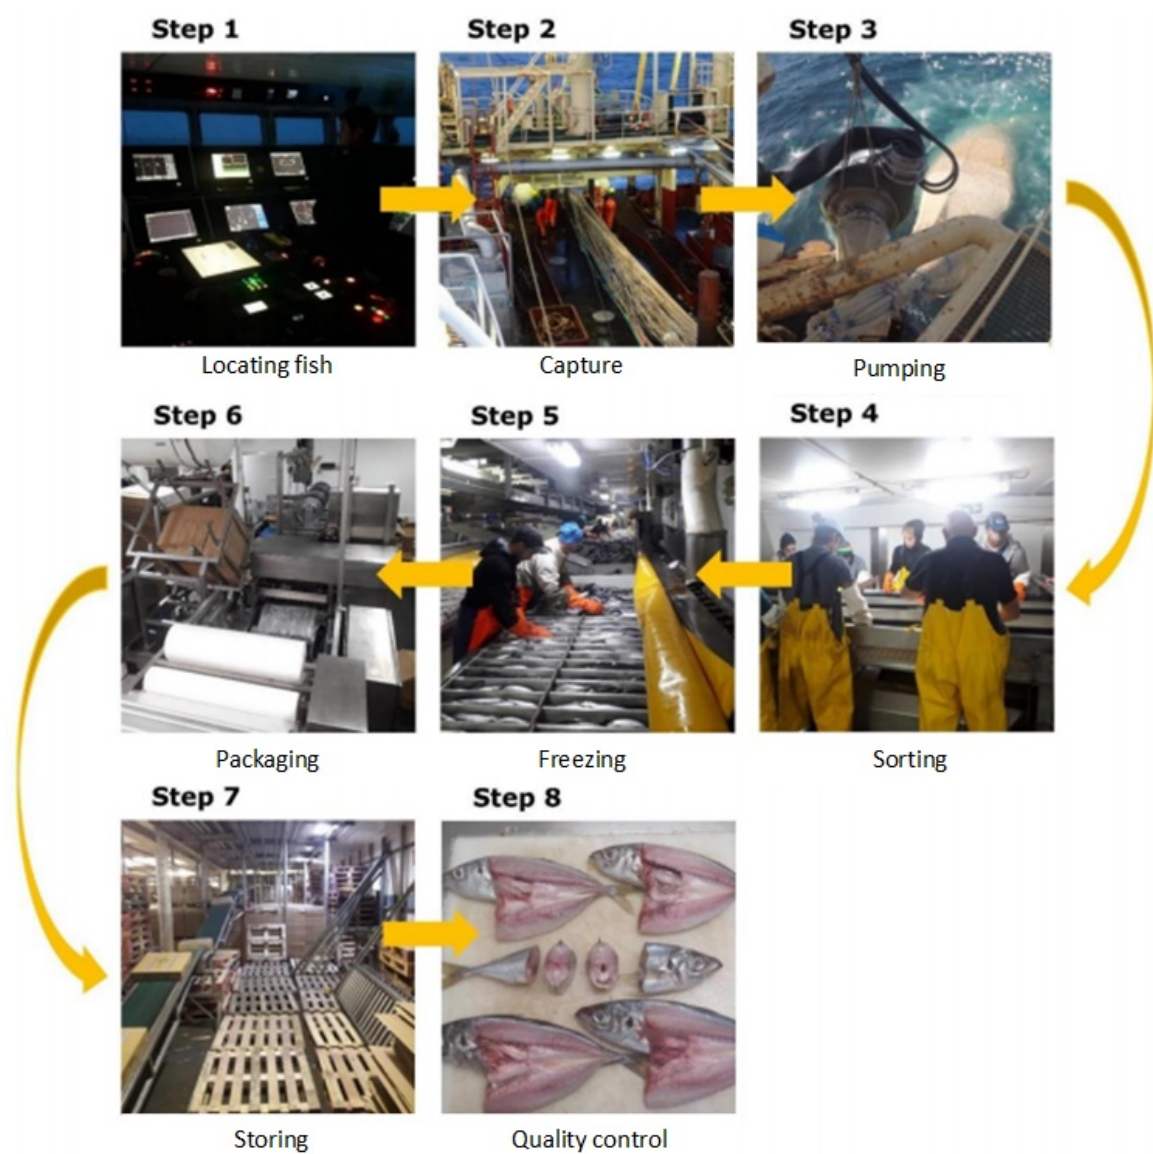 Step 1
Step 2
Step 3
Locating fish
Capture
Pumping
Step 6
Step 5
Step 4
Packaging
Freezing
Sorting
Step 7
Step 8
Storing
Quality control